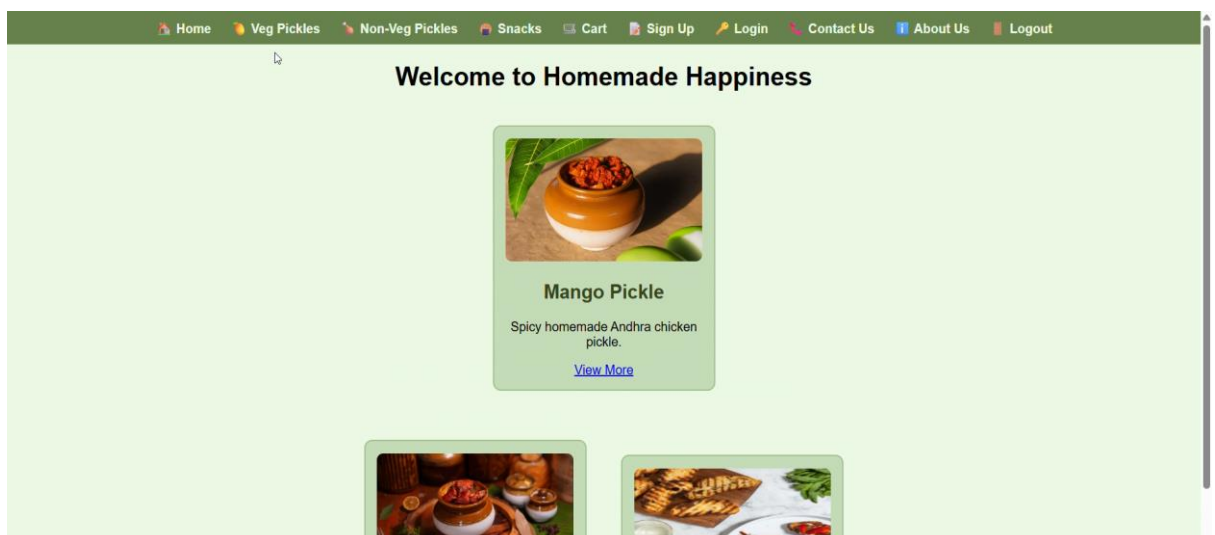 Home Veg Pickles Non-Veg Pickles Snacks Cart Sign Up Login Contact Us About Us Logout
Welcome to Homemade Happiness
Mango Pickle
Spicy homemade Andhra chicken
pickle.
View More